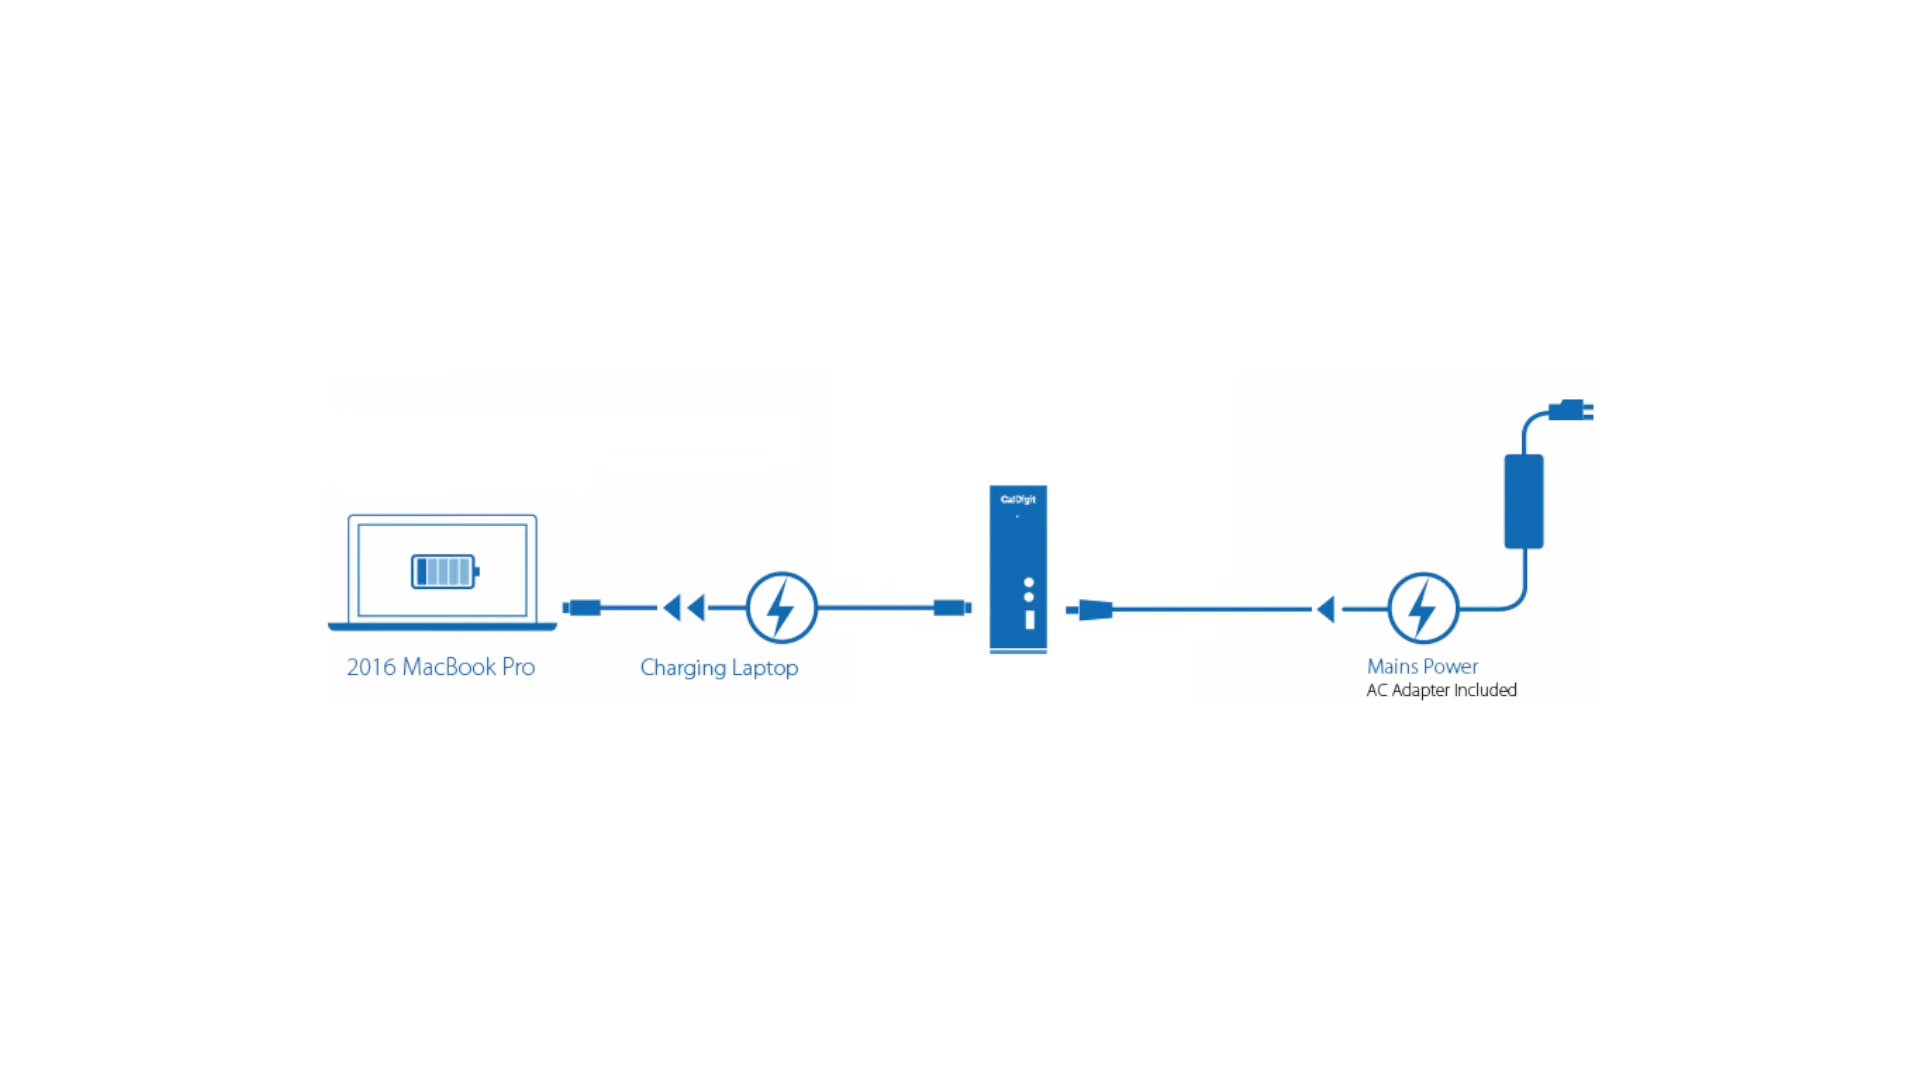 CalDigit
2016 MacBook Pro
Charging Laptop
Mains Power
AC Adapter Included